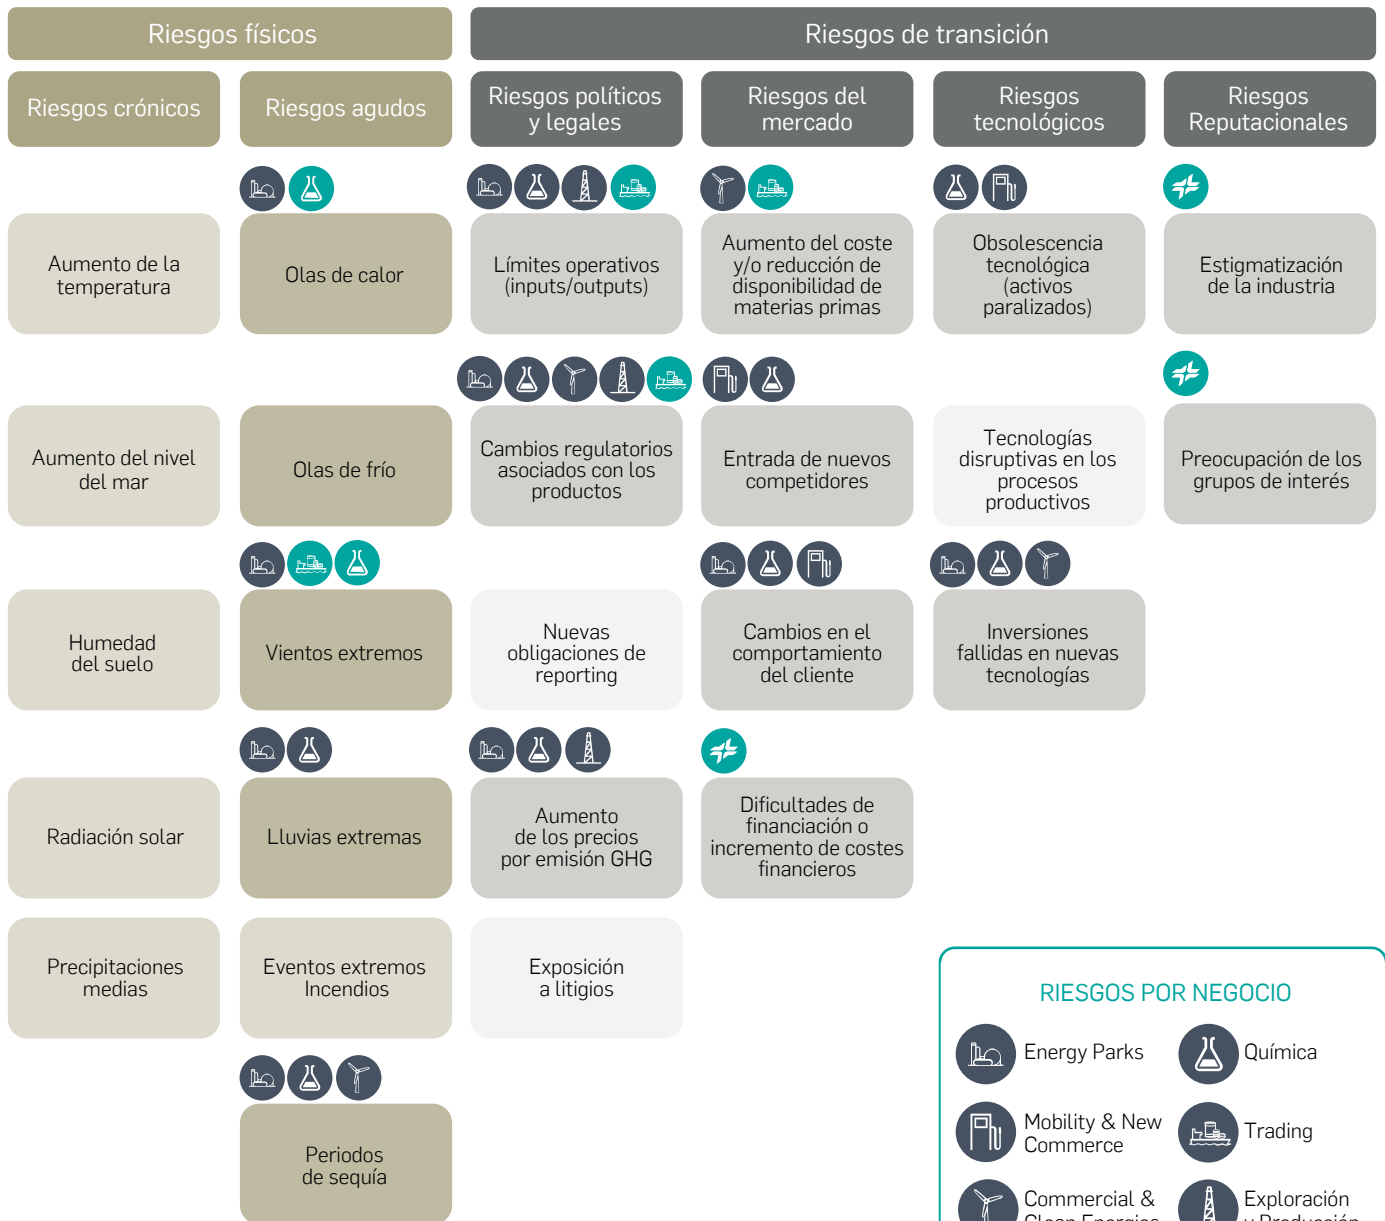 Riesgos físicos
Riesgos de transición
Riesgos crónicos
Riesgos agudos
Riesgos políticos
y legales
Riesgos del
mercado
Riesgos
tecnológicos
Riesgos
Reputacionales
Aumento de la
temperatura
Olas de calor
Límites operativos
(inputs/outputs)
Aumento del coste
y/o reducción de
disponibilidad de
materias primas
Obsolescencia
tecnológica
(activos
paralizados)
Estigmatización
de la industria
Aumento del nivel
del mar
Olas de frío
Cambios regulatorios
asociados con los
productos
Entrada de nuevos
competidores
Tecnologías
disruptivas en los
procesos
productivos
Preocupación de los
grupos de interés
Humedad
del suelo
Vientos extremos
Nuevas
obligaciones de
reporting
Cambios en el
comportamiento
del cliente
Inversiones
fallidas en nuevas
tecnologías
Radiación solar
Lluvias extremas
Aumento
de los precios
por emisión GHG
Dificultades de
financiación o
incremento de costes
financieros
Precipitaciones
medias
Eventos extremos
Incendios
Exposición
a litigios
Periodos
de sequía
RIESGOS POR NEGOCIO
Energy Parks
Química
Mobility & New
Commerce
Trading
Commercial &
Clean Energies
Exploración
y Producción